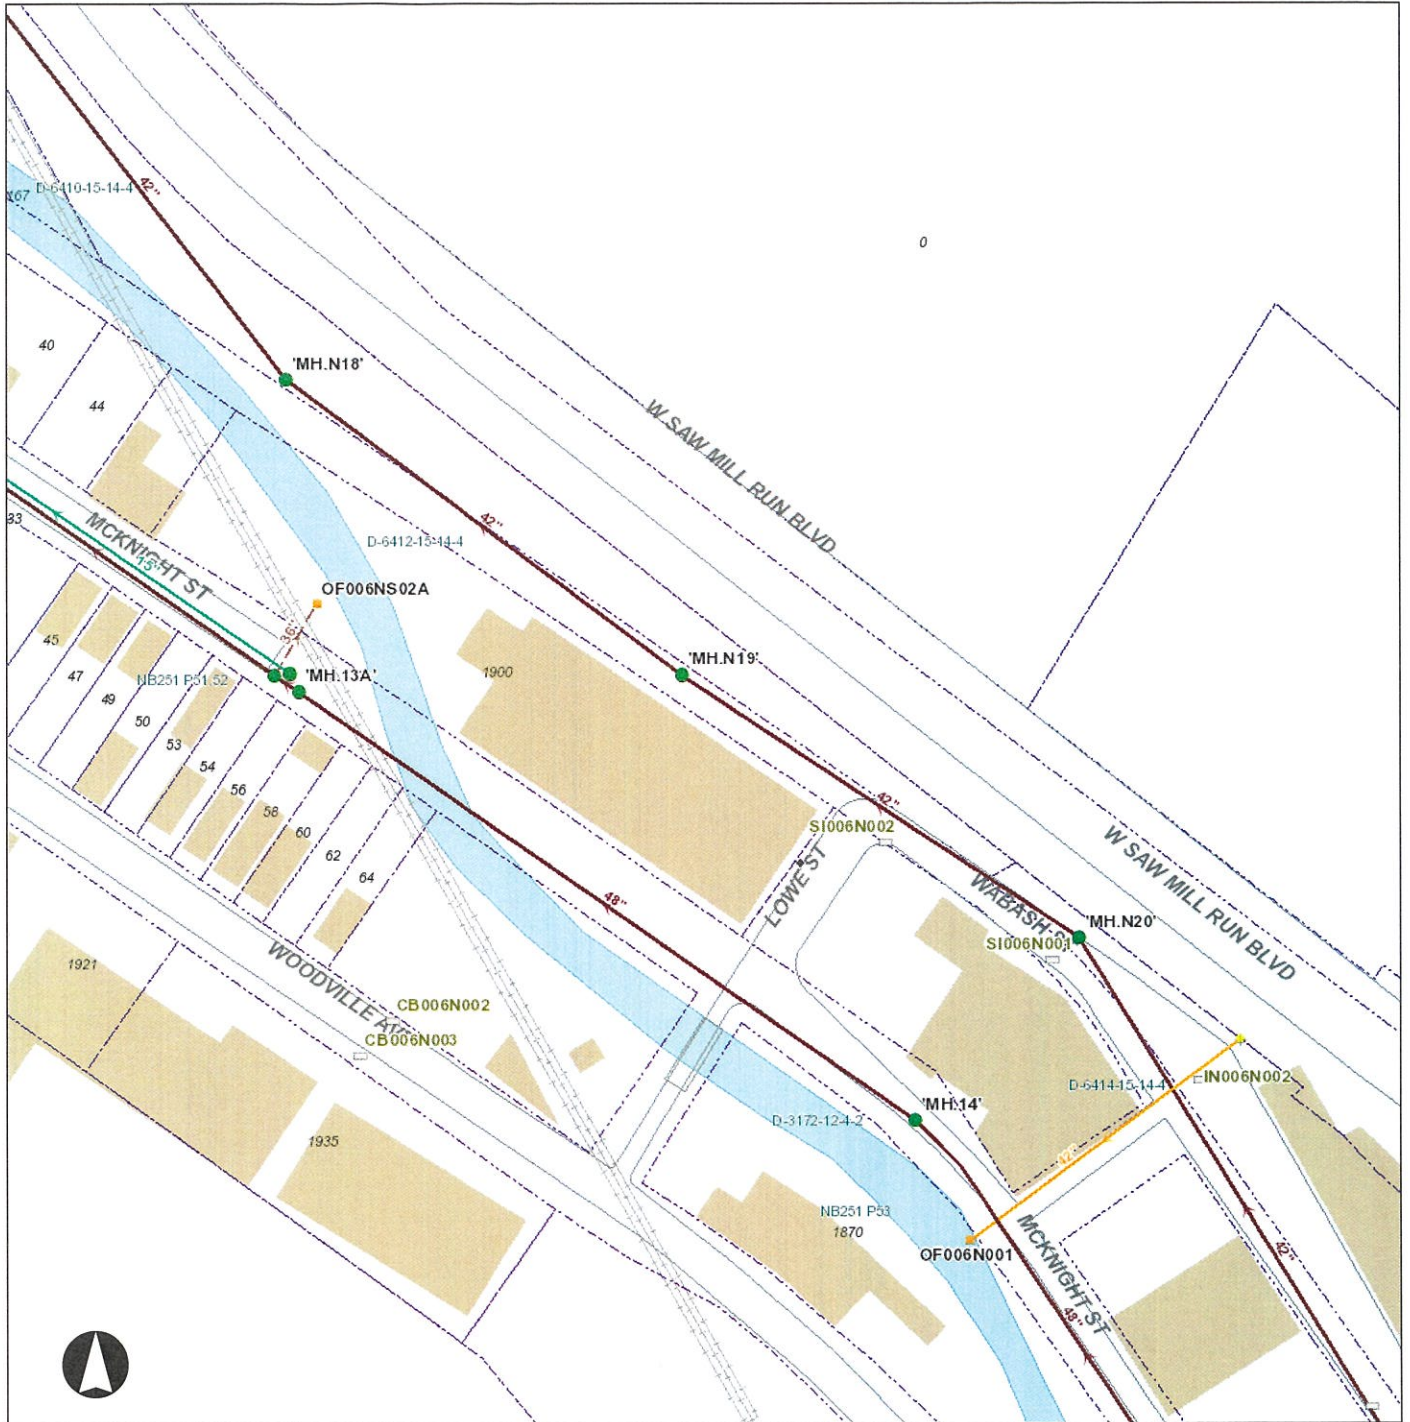 42"
D-6410-15-14-4
167
0
40
'MH.N18'
44
W SAW MILL RUN BLVD
42"
33
MCKNIGHT ST
15"
D-6412-15-14-4
OF006NS02A
36"
45
47
49
50
53
54
56
58
60
62
64
NB251 P51 52
'MH.13A'
1900
'MH.N19'
42"
SI006N002
LOWE ST
WABASH
W SAW MILL RUN BLVD
'MH.N20'
SI006N001
48"
1921
WOODVILLE AVE
CB006N002
CB006N003
D-6414-15-14-4
IN006N002
'MH.14'
D-3172-12-4-2
1935
42"
NB251 P53
1870
OF006N001
MCKNIGHT ST
42"
48"